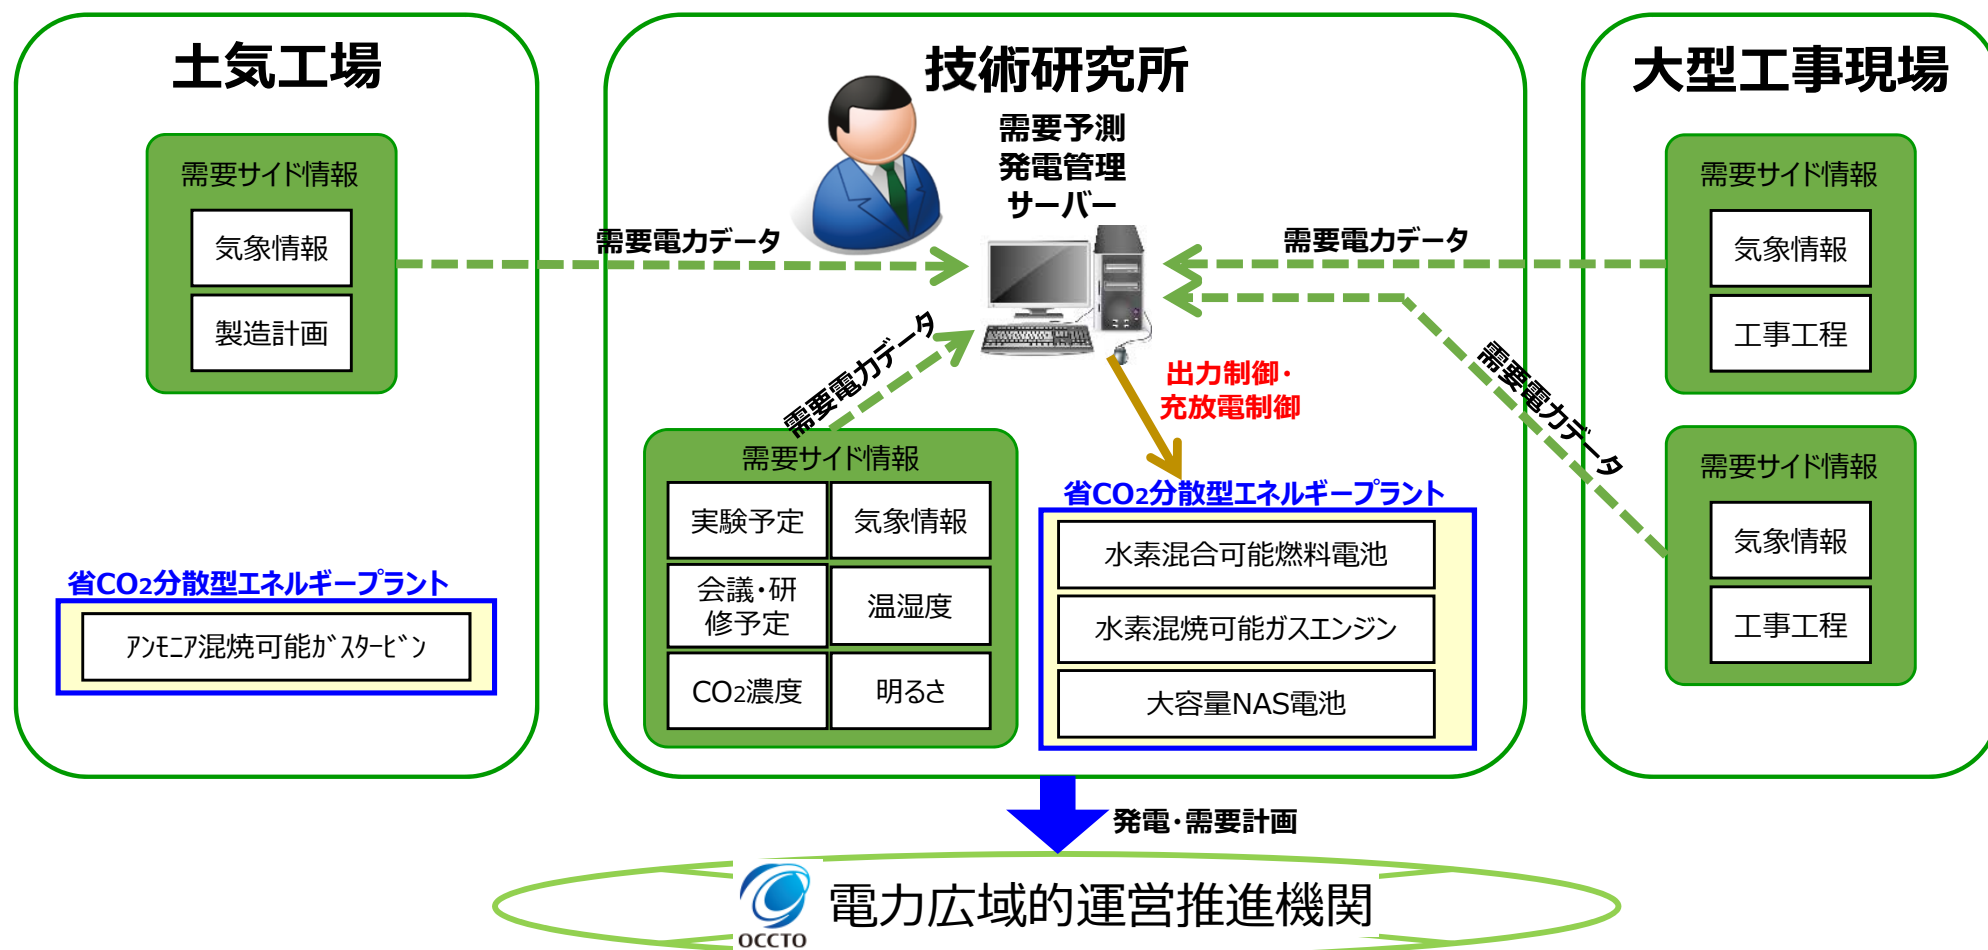 土気工場
需要サイド情報
気象情報
製造計画
需要電力データ
省CO2分散型エネルギープラント
アンモニア混焼可能ガスタービン
技術研究所
需要予測
発電管理
サーバー
需要電力データ
出力制御・
充放電制御
需要サイド情報
実験予定
気象情報
会議・研
修予定
温湿度
CO2濃度
明るさ
省CO2分散型エネルギープラント
水素混合可能燃料電池
水素混焼可能ガスエンジン
大容量NAS電池
大型工事現場
需要電力データ
需要サイド情報
気象情報
工事工程
需要電力データ
需要サイド情報
気象情報
工事工程
発電・需要計画
OCCTO
電力広域的運営推進機関